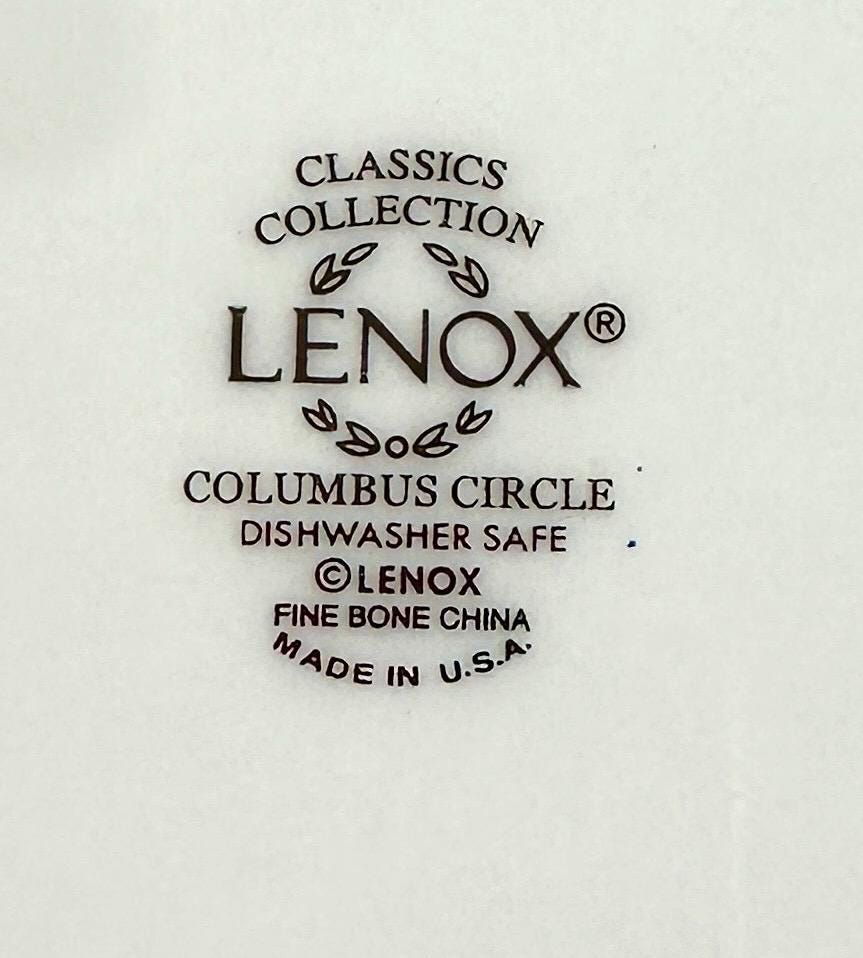 CLASSICS
COLLECTION
LENOX®
COLUMBUS CIRCLE
DISHWASHER SAFE
©LENOX
FINE BONE CHINA
MADE IN U.S.A.